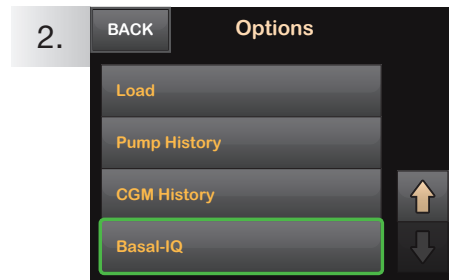 2.
BACK
Options
Load
Pump History
CGM History
Basal-IQ